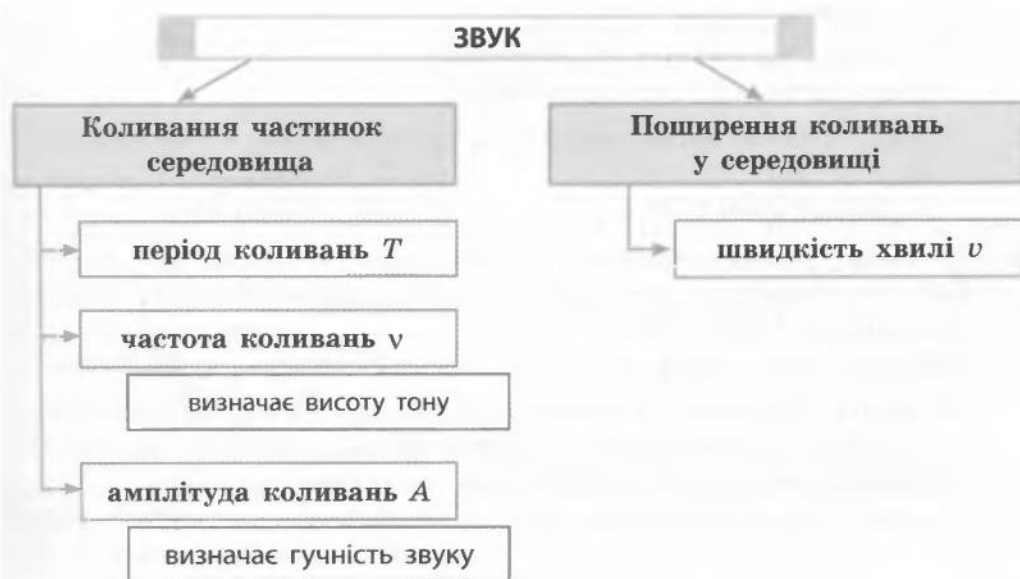 ЗВУК
Коливання частинок
середовища
період коливань T
частота коливань ν
визначає висоту тону
амплітуда коливань A
визначає гучність звуку
Поширення коливань
у середовищі
швидкість хвилі υ